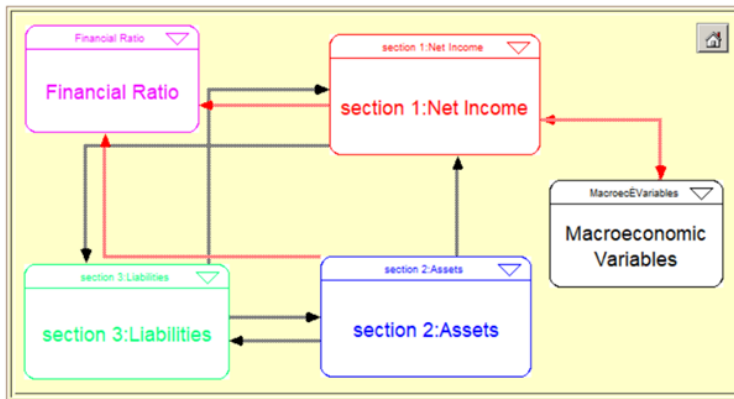 Financial Ratio
Financial Ratio
section 1:Net Income
section 1:Net Income
MacroecÉVariables
Macroeconomic
Variables
section 3:Liabilities
section 3:Liabilities
section 2:Assets
section 2:Assets